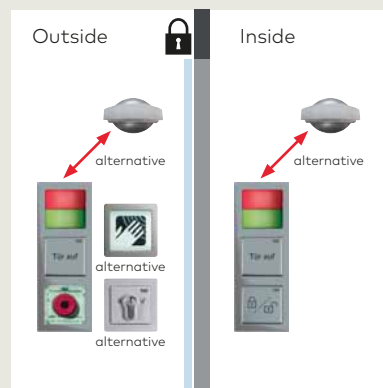 Outside
Inside
alternative
alternative
Tür auf
Tür auf
alternative
alternative